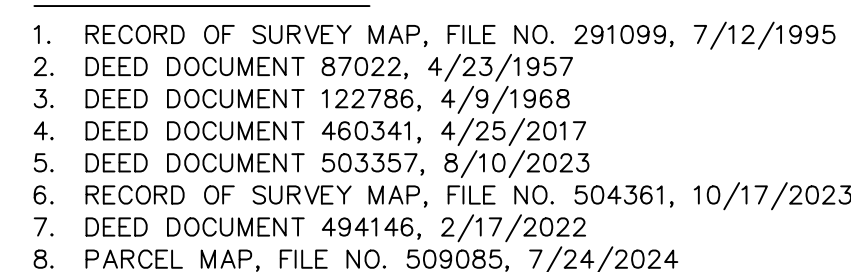 1. RECORD OF SURVEY MAP, FILE NO. 291099, 7/12/1995
2. DEED DOCUMENT 87022, 4/23/1957
3. DEED DOCUMENT 122786, 4/9/1968
4. DEED DOCUMENT 460341, 4/25/2017
5. DEED DOCUMENT 503357, 8/10/2023
6. RECORD OF SURVEY MAP, FILE NO. 504361, 10/17/2023
7. DEED DOCUMENT 494146, 2/17/2022
8. PARCEL MAP, FILE NO. 509085, 7/24/2024